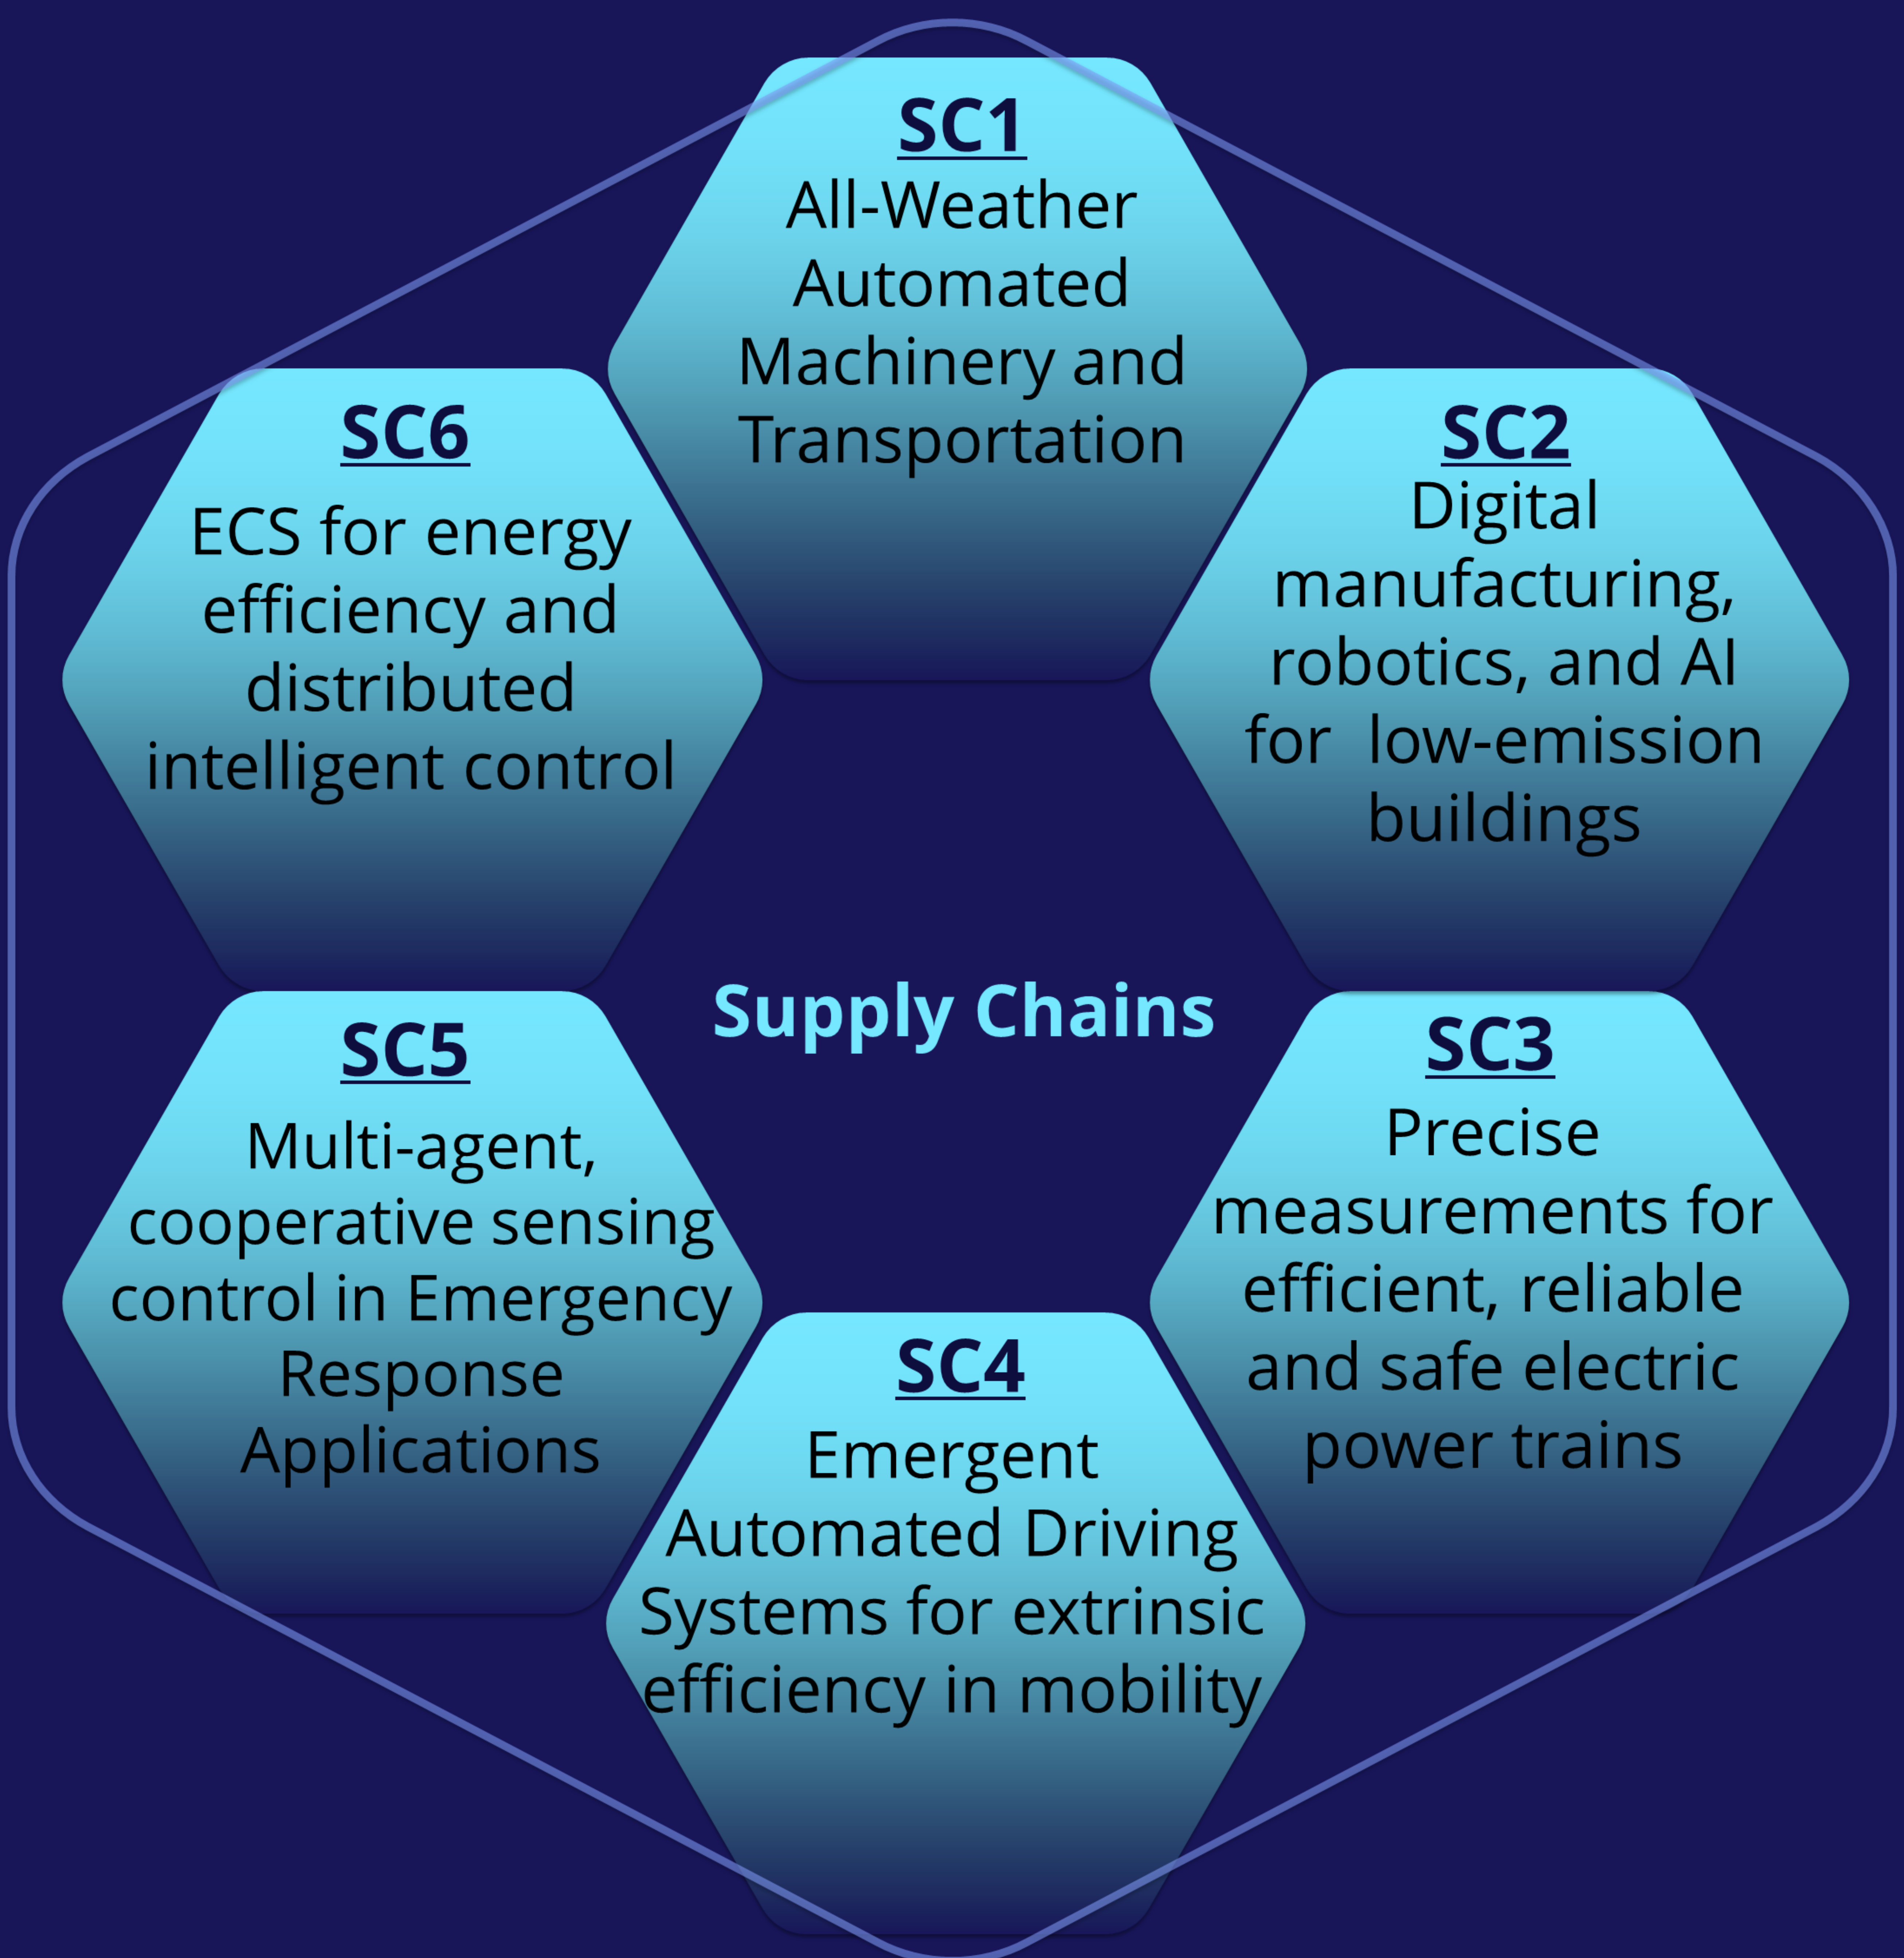 SC1
All-Weather
Automated
Machinery and
Transportation
SC2
Digital
manufacturing,
robotics, and AI
for  low-emission
buildings
SC3
Precise
measurements for
efficient, reliable
and safe electric
power trains
SC4
Emergent
Automated Driving
Systems for extrinsic
efficiency in mobility
SC5
Multi-agent,
cooperative sensing
control in Emergency
Response
Applications
SC6
ECS for energy
efficiency and
distributed
intelligent control
Supply Chains